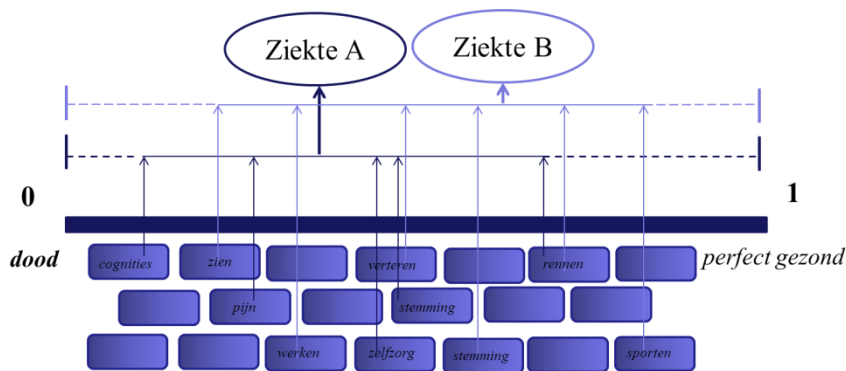 Ziekte A
Ziekte B
0
1
dood
perfect gezond
cognities
zien
verteren
rennen
pijn
stemming
werken
zelfzorg
stemming
sporten